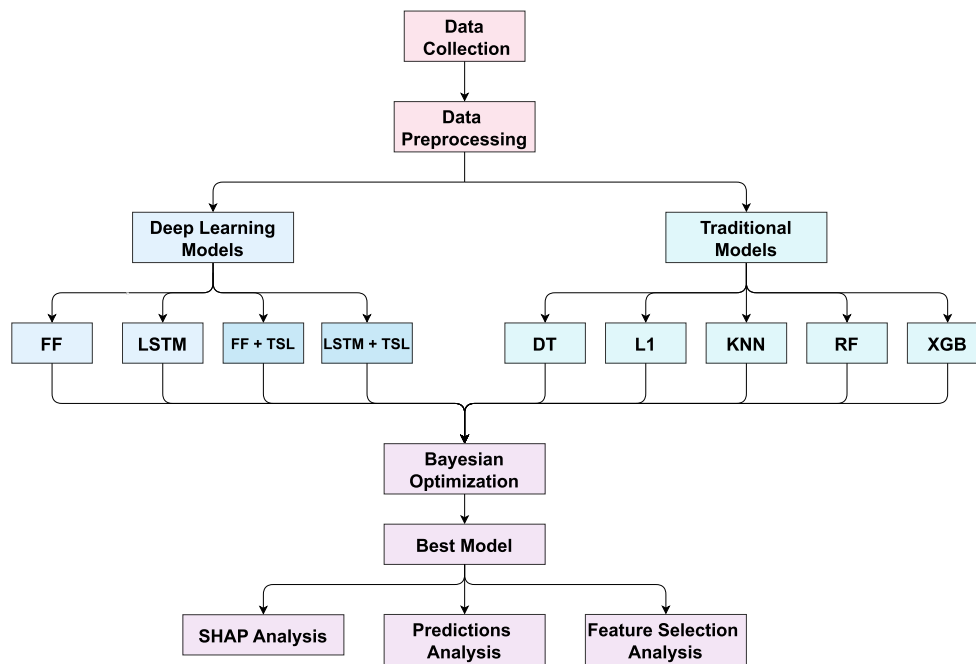 Data
Collection
Data
Preprocessing
Deep Learning
Models
Traditional
Models
FF
LSTM
FF + TSL
LSTM + TSL
DT
L1
KNN
RF
XGB
Bayesian
Optimization
Best Model
SHAP Analysis
Predictions
Analysis
Feature Selection
Analysis